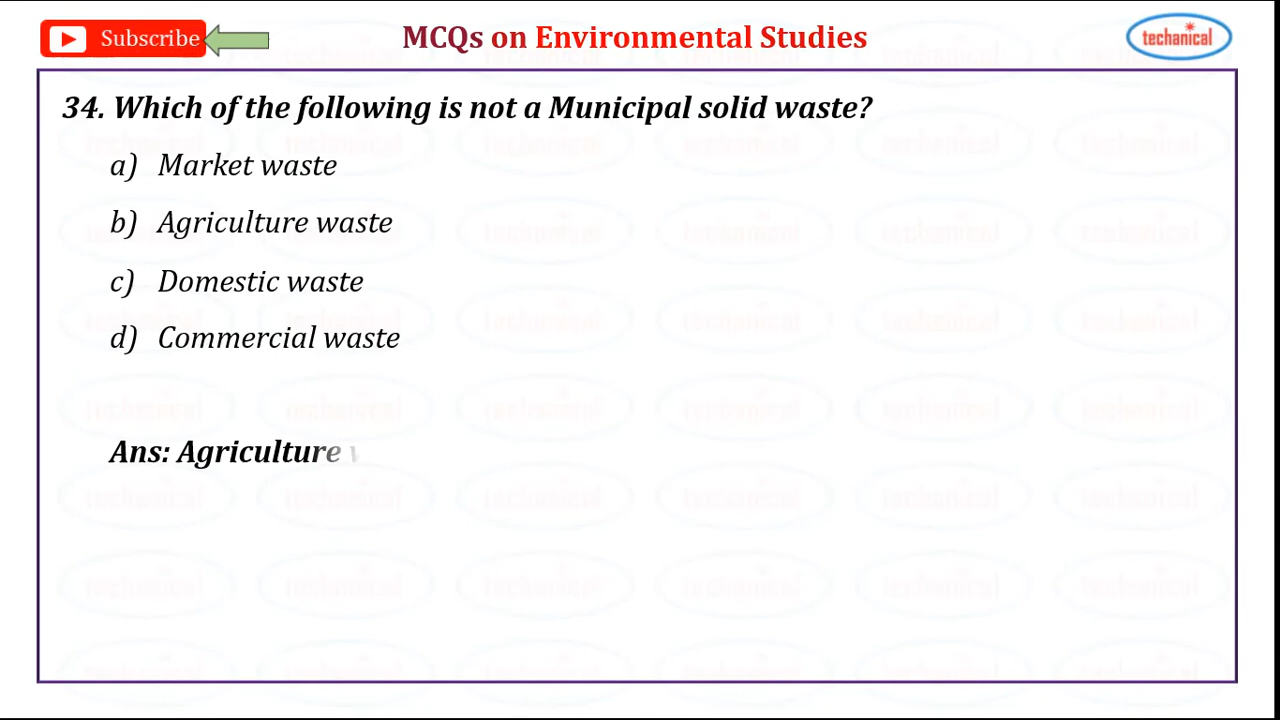 Subscribe
MCQs on Environmental Studies
techanical
34. Which of the following is not a Municipal solid waste?
a) Market waste
b) Agriculture waste
c) Domestic waste
d) Commercial waste
Ans: Agriculture